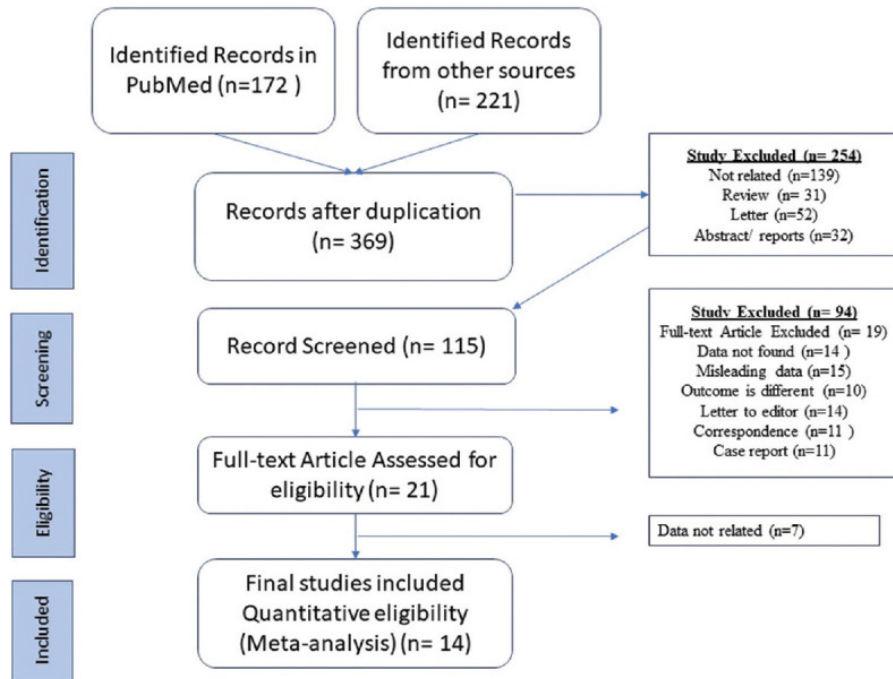 Identified Records in
PubMed (n=172 )
Identified Records
from other sources
(n= 221)
Identification
Records after duplication
(n= 369)
Study Excluded (n= 254)
Not related (n=139)
Review (n= 31)
Letter (n=52)
Abstract/ reports (n=32)
Screening
Record Screened (n= 115)
Study Excluded (n= 94)
Full-text Article Excluded (n= 19)
Data not found (n=14 )
Misleading data (n=15)
Outcome is different (n=10)
Letter to editor (n=14)
Correspondence (n=11 )
Case report (n=11)
Eligibility
Full-text Article Assessed for
eligibility (n= 21)
Data not related (n=7)
Included
Final studies included
Quantitative eligibility
(Meta-analysis) (n= 14)